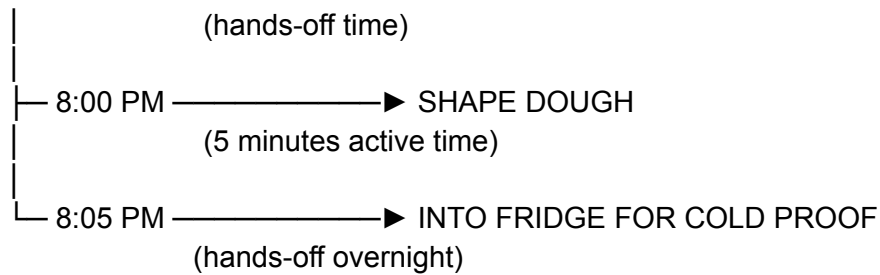 (hands-off time)
8:00 PM ► SHAPE DOUGH
(5 minutes active time)
8:05 PM ► INTO FRIDGE FOR COLD PROOF
(hands-off overnight)